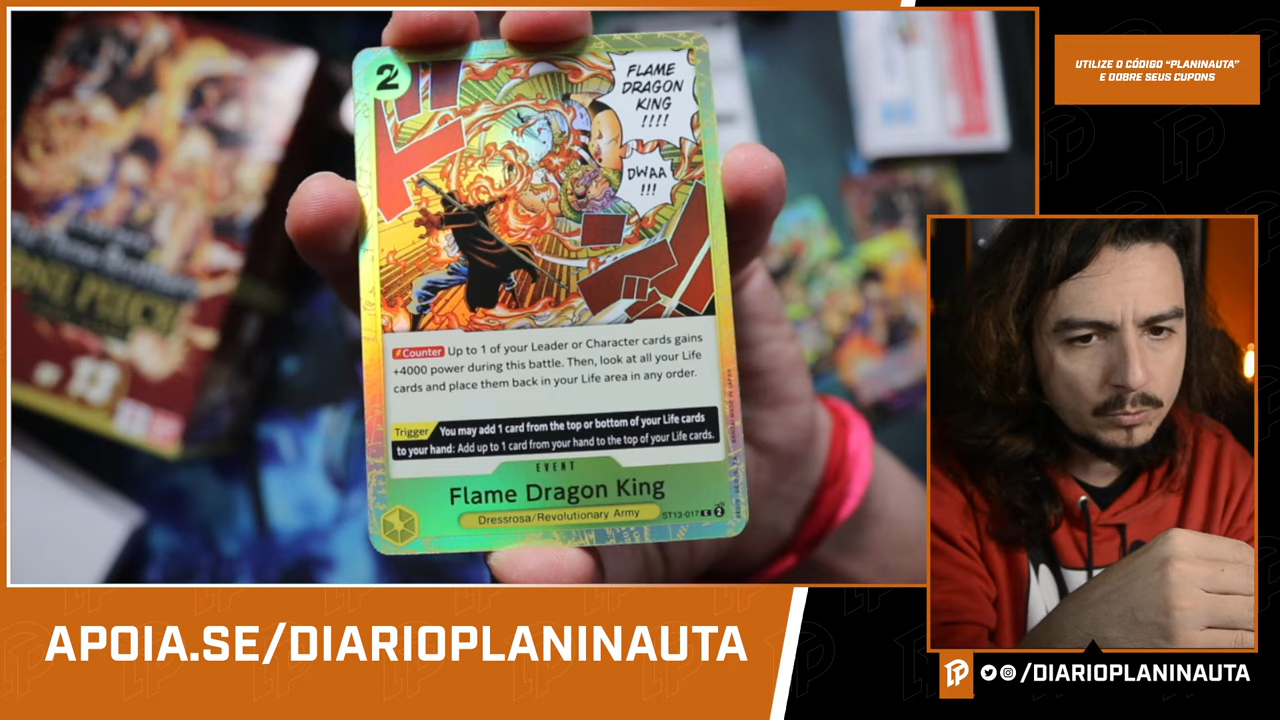 2
FLAME
DRAGON
KING
!!!!
DWAA
!!!
Counter Up to 1 of your Leader or Character cards gains
+4000 power during this battle. Then, look at all your Life
cards and place them back in your Life area in any order.
Trigger You may add 1 card from the top or bottom of your Life cards
to your hand: Add up to 1 card from your hand to the top of your Life cards.
EVENT
Flame Dragon King
Dressrosa/Revolutionary Army
ST13-017 C 2
ONE PIECE
UTILIZE O CÓDIGO “PLANINAUTA”
E DOBRE SEUS CUPONS
APOIA.SE/DIARIOPLANINAUTA
/DIARIOPLANINAUTA